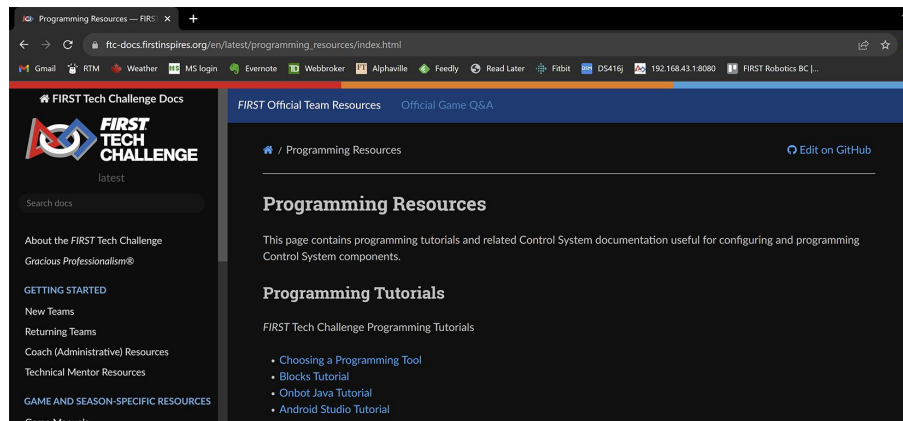 Programming Resources — FIRST
ftc-docs.firstinspires.org/en/latest/programming_resources/index.html
Gmail RTM Weather MS login Evernote Webbroker Alphaville Feedly Read Later Fitbit DS416j 192.168.43.1:8080 FIRST Robotics BC |...
FIRST Tech Challenge Docs
FIRST
TECH
CHALLENGE
latest
Search docs
About the FIRST Tech Challenge
Gracious Professionalism®
GETTING STARTED
New Teams
Returning Teams
Coach (Administrative) Resources
Technical Mentor Resources
GAME AND SEASON-SPECIFIC RESOURCES
FIRST Official Team Resources Official Game Q&A
/ Programming Resources
Edit on GitHub
Programming Resources
This page contains programming tutorials and related Control System documentation useful for configuring and programming
Control System components.
Programming Tutorials
FIRST Tech Challenge Programming Tutorials
• Choosing a Programming Tool
• Blocks Tutorial
• Onbot Java Tutorial
• Android Studio Tutorial